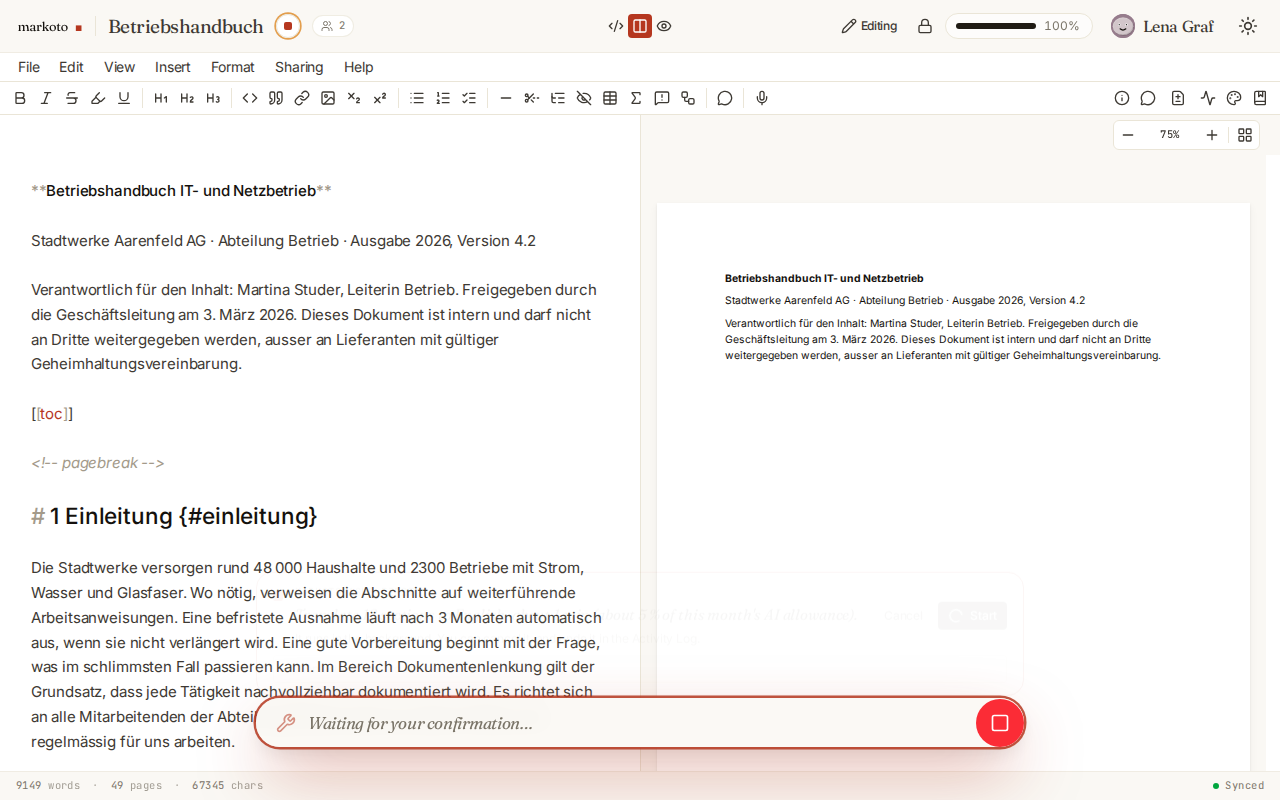 markoto
Betriebshandbuch
2
Editing
100%
Lena Graf
File Edit View Insert Format Sharing Help
H1 H2 H3
75%
**Betriebshandbuch IT- und Netzbetrieb**
Stadtwerke Aarenfeld AG · Abteilung Betrieb · Ausgabe 2026, Version 4.2
Verantwortlich für den Inhalt: Martina Studer, Leiterin Betrieb. Freigegeben durch
die Geschäftsleitung am 3. März 2026. Dieses Dokument ist intern und darf nicht
an Dritte weitergegeben werden, ausser an Lieferanten mit gültiger
Geheimhaltungsvereinbarung.
[[toc]]
<!-- pagebreak -->
# 1 Einleitung {#einleitung}
Die Stadtwerke versorgen rund 48 000 Haushalte und 2300 Betriebe mit Strom,
Wasser und Glasfaser. Wo nötig, verweisen die Abschnitte auf weiterführende
Arbeitsanweisungen. Eine befristete Ausnahme läuft nach 3 Monaten automatisch
aus, wenn sie nicht verlängert wird. Eine gute Vorbereitung beginnt mit der Frage,
was im schlimmsten Fall passieren kann. Im Bereich Dokumentenlenkung gilt der
Grundsatz, dass jede Tätigkeit nachvollziehbar dokumentiert wird. Es richtet sich
an alle Mitarbeitenden der
regelmässig für uns arbeiten.
Betriebshandbuch IT- und Netzbetrieb
Stadtwerke Aarenfeld AG · Abteilung Betrieb · Ausgabe 2026, Version 4.2
Verantwortlich für den Inhalt: Martina Studer, Leiterin Betrieb. Freigegeben durch die
Geschäftsleitung am 3. März 2026. Dieses Dokument ist intern und darf nicht an Dritte
weitergegeben werden, ausser an Lieferanten mit gültiger Geheimhaltungsvereinbarung.
of this month's AI allowance). Cancel Start
Waiting for your confirmation...
9149 words · 49 pages · 67345 chars
Synced